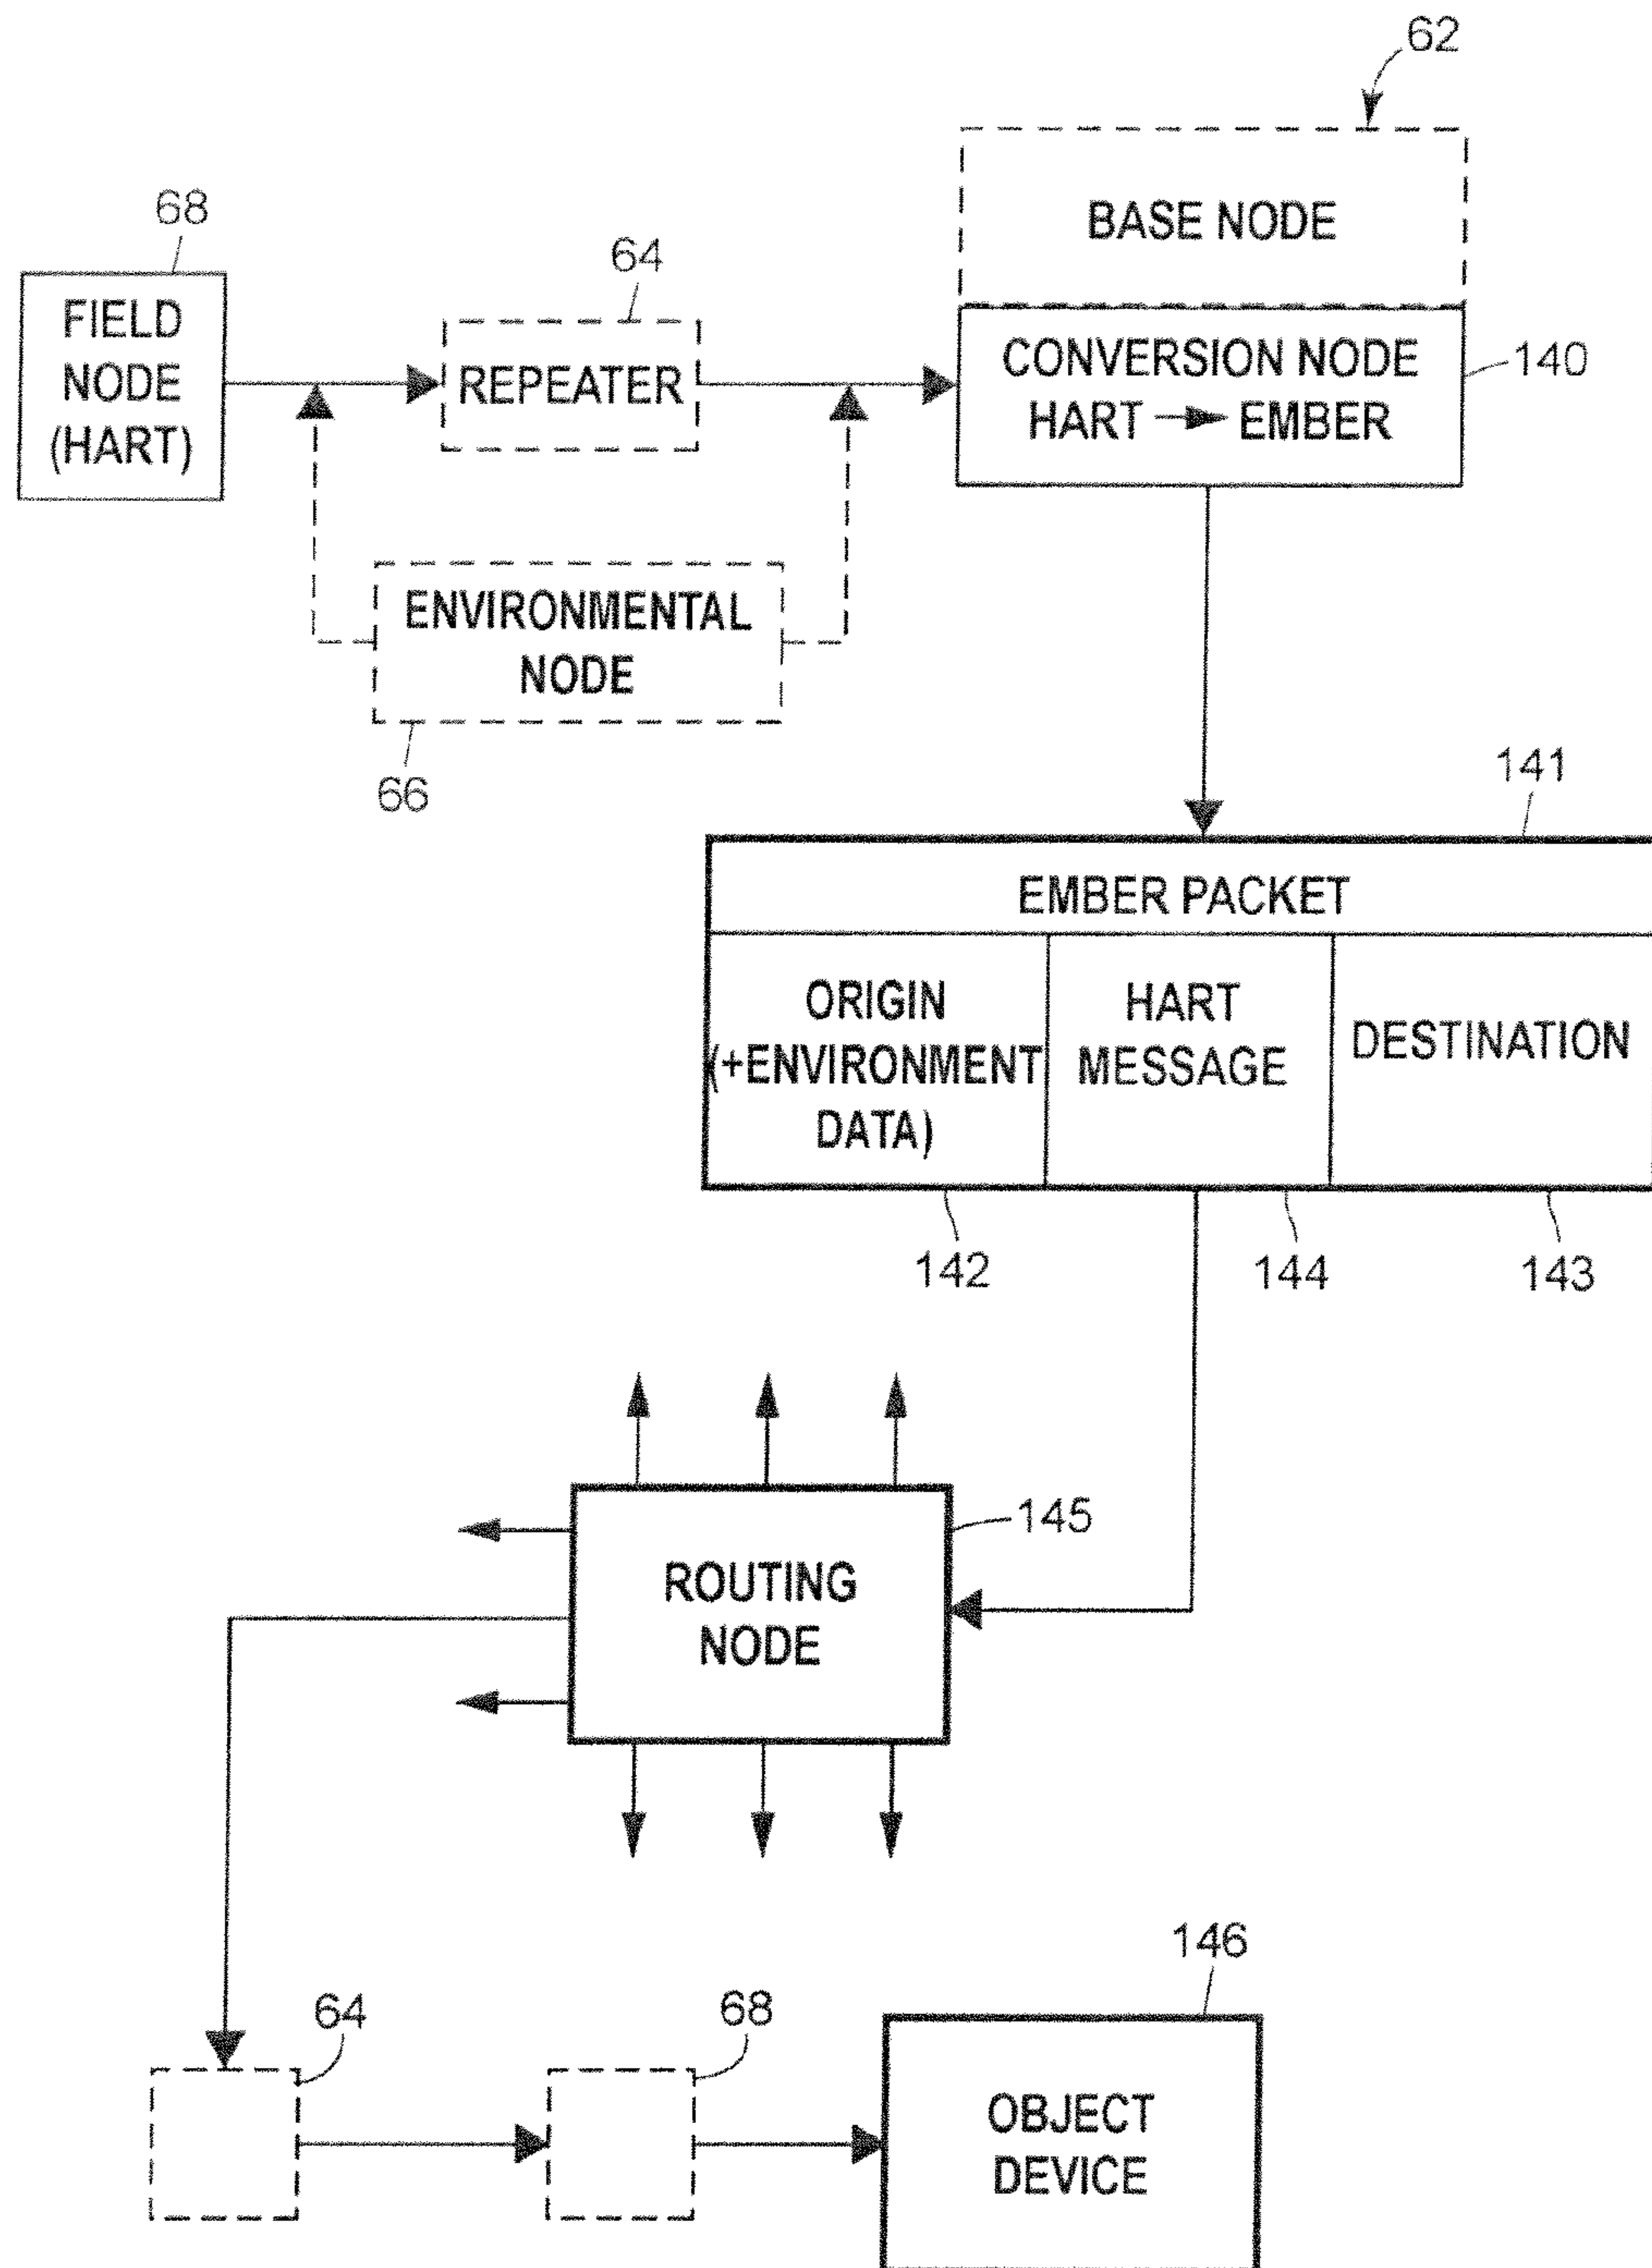 62
BASE NODE
68
64
FIELD
NODE
(HART)
REPEATER
CONVERSION NODE
HART → EMBER
140
ENVIRONMENTAL
NODE
66
141
EMBER PACKET
ORIGIN
(+ENVIRONMENT
DATA)
HART
MESSAGE
DESTINATION
142
144
143
145
ROUTING
NODE
146
64
68
OBJECT
DEVICE